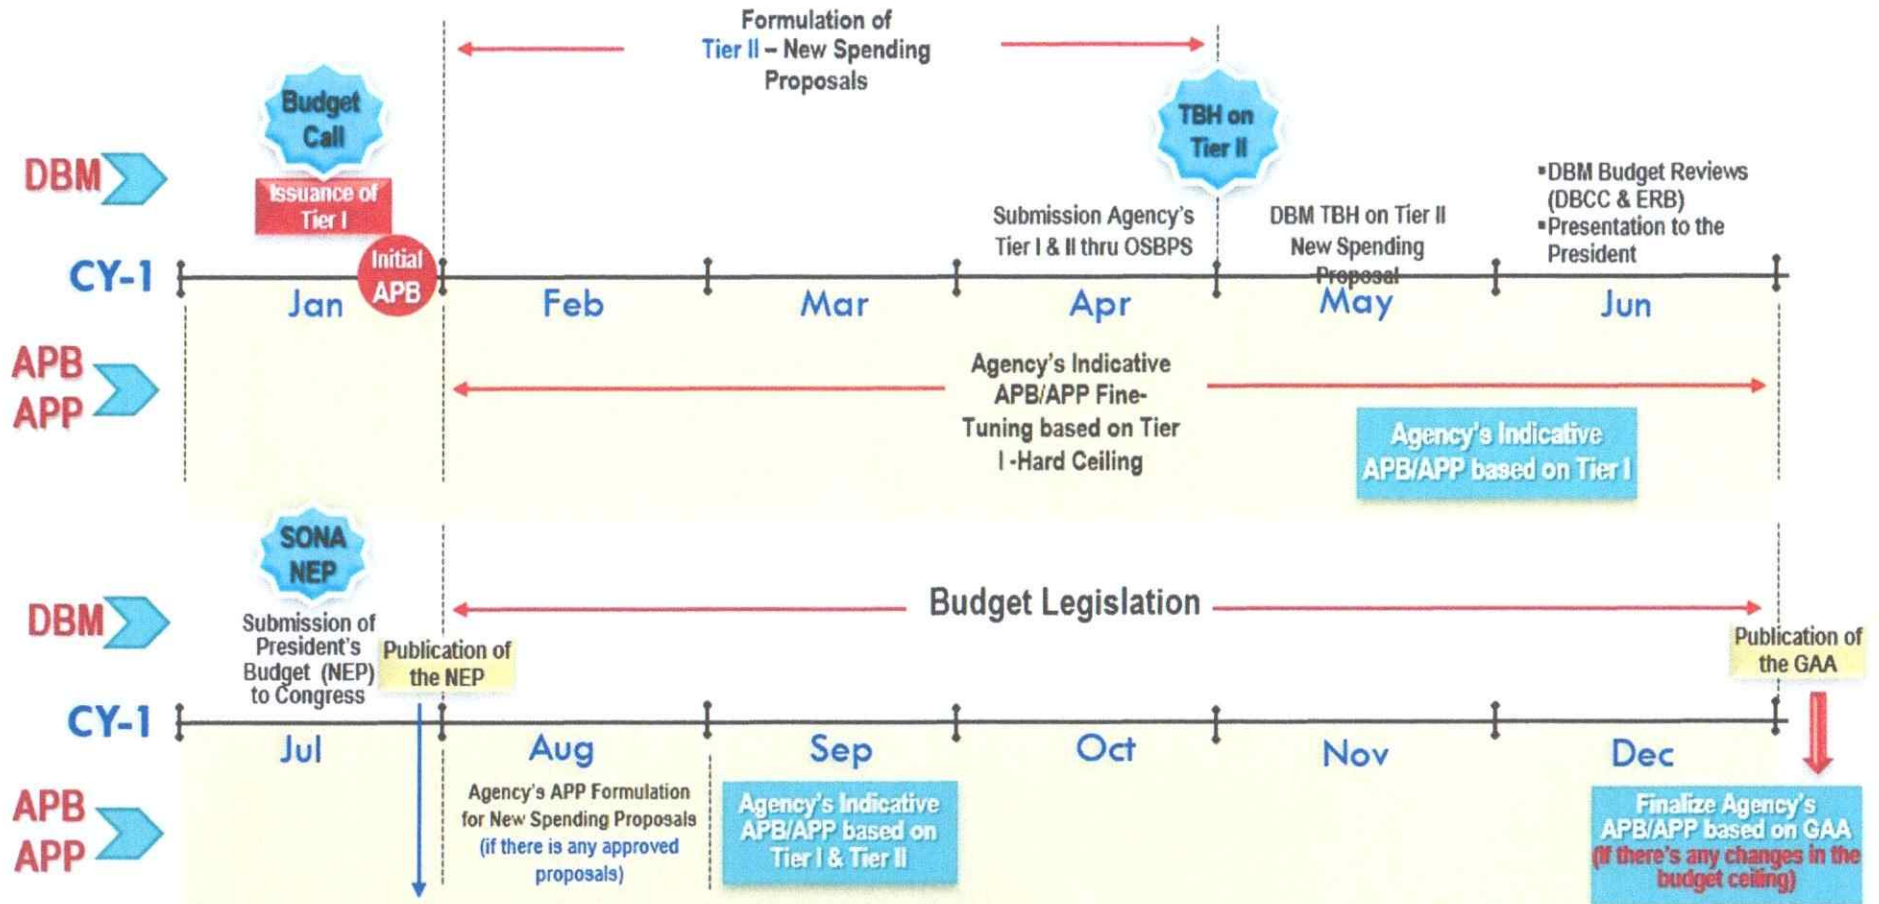 Formulation of
Tier II – New Spending
Proposals
Budget
Call
TBH on
Tier II
DBM
Issuance of
Tier I
Submission Agency's
Tier I & II thru OSBPS
DBM TBH on Tier II
New Spending
Proposal
▪DBM Budget Reviews
(DBCC & ERB)
▪Presentation to the
President
CY-1
Initial
APB
Jan
Feb
Mar
Apr
May
Jun
APB
APP
Agency's Indicative
APB/APP Fine-
Tuning based on Tier
I -Hard Ceiling
Agency's Indicative
APB/APP based on Tier I
SONA
NEP
DBM
Submission of
President's
Budget (NEP)
to Congress
Publication of
the NEP
Budget Legislation
Publication of
the GAA
CY-1
Jul
Aug
Sep
Oct
Nov
Dec
APB
APP
Agency's APP Formulation
for New Spending Proposals
(if there is any approved
proposals)
Agency's Indicative
APB/APP based on
Tier I & Tier II
Finalize Agency's
APB/APP based on GAA
(If there's any changes in the
budget ceiling)